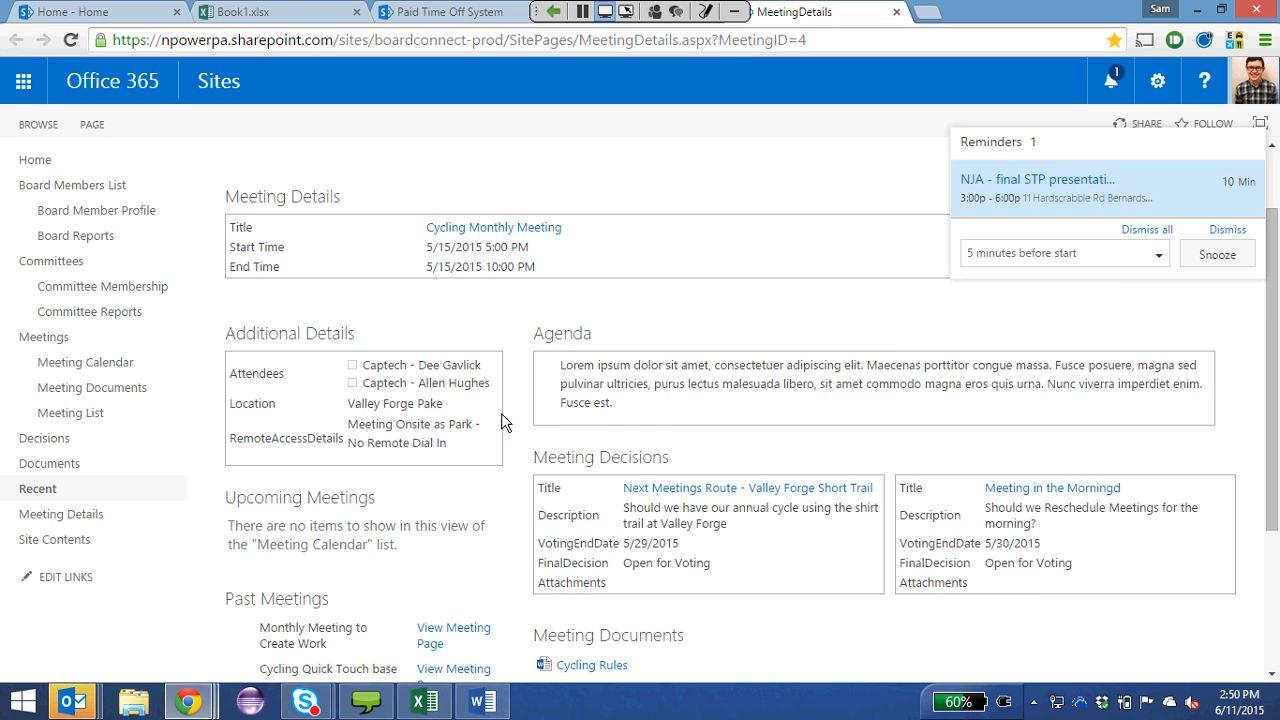 Home - Home
Book1.xlsx
Paid Time Off System
MeetingDetails
Sam
https://npowerpa.sharepoint.com/sites/boardconnect-prod/SitePages/MeetingDetails.aspx?MeetingID=4
Office 365
Sites
1
?
BROWSE
PAGE
SHARE
FOLLOW
Reminders 1
NJA - final STP presentati...
10 Min
3:00p - 6:00p 11 Hardscrabble Rd Bernards...
Dismiss all
Dismiss
5 minutes before start
Snooze
Home
Board Members List
Board Member Profile
Board Reports
Committees
Committee Membership
Committee Reports
Meetings
Meeting Calendar
Meeting Documents
Meeting List
Decisions
Documents
Recent
Meeting Details
Site Contents
EDIT LINKS
Meeting Details
Title Cycling Monthly Meeting
Start Time 5/15/2015 5:00 PM
End Time 5/15/2015 10:00 PM
Additional Details
Attendees
Captech - Dee Gavlick
Captech - Allen Hughes
Location Valley Forge Pake
RemoteAccessDetails
Meeting Onsite as Park -
No Remote Dial In
Upcoming Meetings
There are no items to show in this view of
the "Meeting Calendar" list.
Past Meetings
Monthly Meeting to
Create Work
View Meeting
Page
Cycling Quick Touch base
View Meeting
Agenda
Lorem ipsum dolor sit amet, consectetuer adipiscing elit. Maecenas porttitor congue massa. Fusce posuere, magna sed
pulvinar ultricies, purus lectus malesuada libero, sit amet commodo magna eros quis urna. Nunc viverra imperdiet enim.
Fusce est.
Meeting Decisions
Title Next Meetings Route - Valley Forge Short Trail
Description
Should we have our annual cycle using the shirt
trail at Valley Forge
VotingEndDate 5/29/2015
FinalDecision Open for Voting
Attachments
Title Meeting in the Morningd
Description
Should we Reschedule Meetings for the
morning?
VotingEndDate 5/30/2015
FinalDecision Open for Voting
Attachments
Meeting Documents
Cycling Rules
60%
2:50 PM
6/11/2015